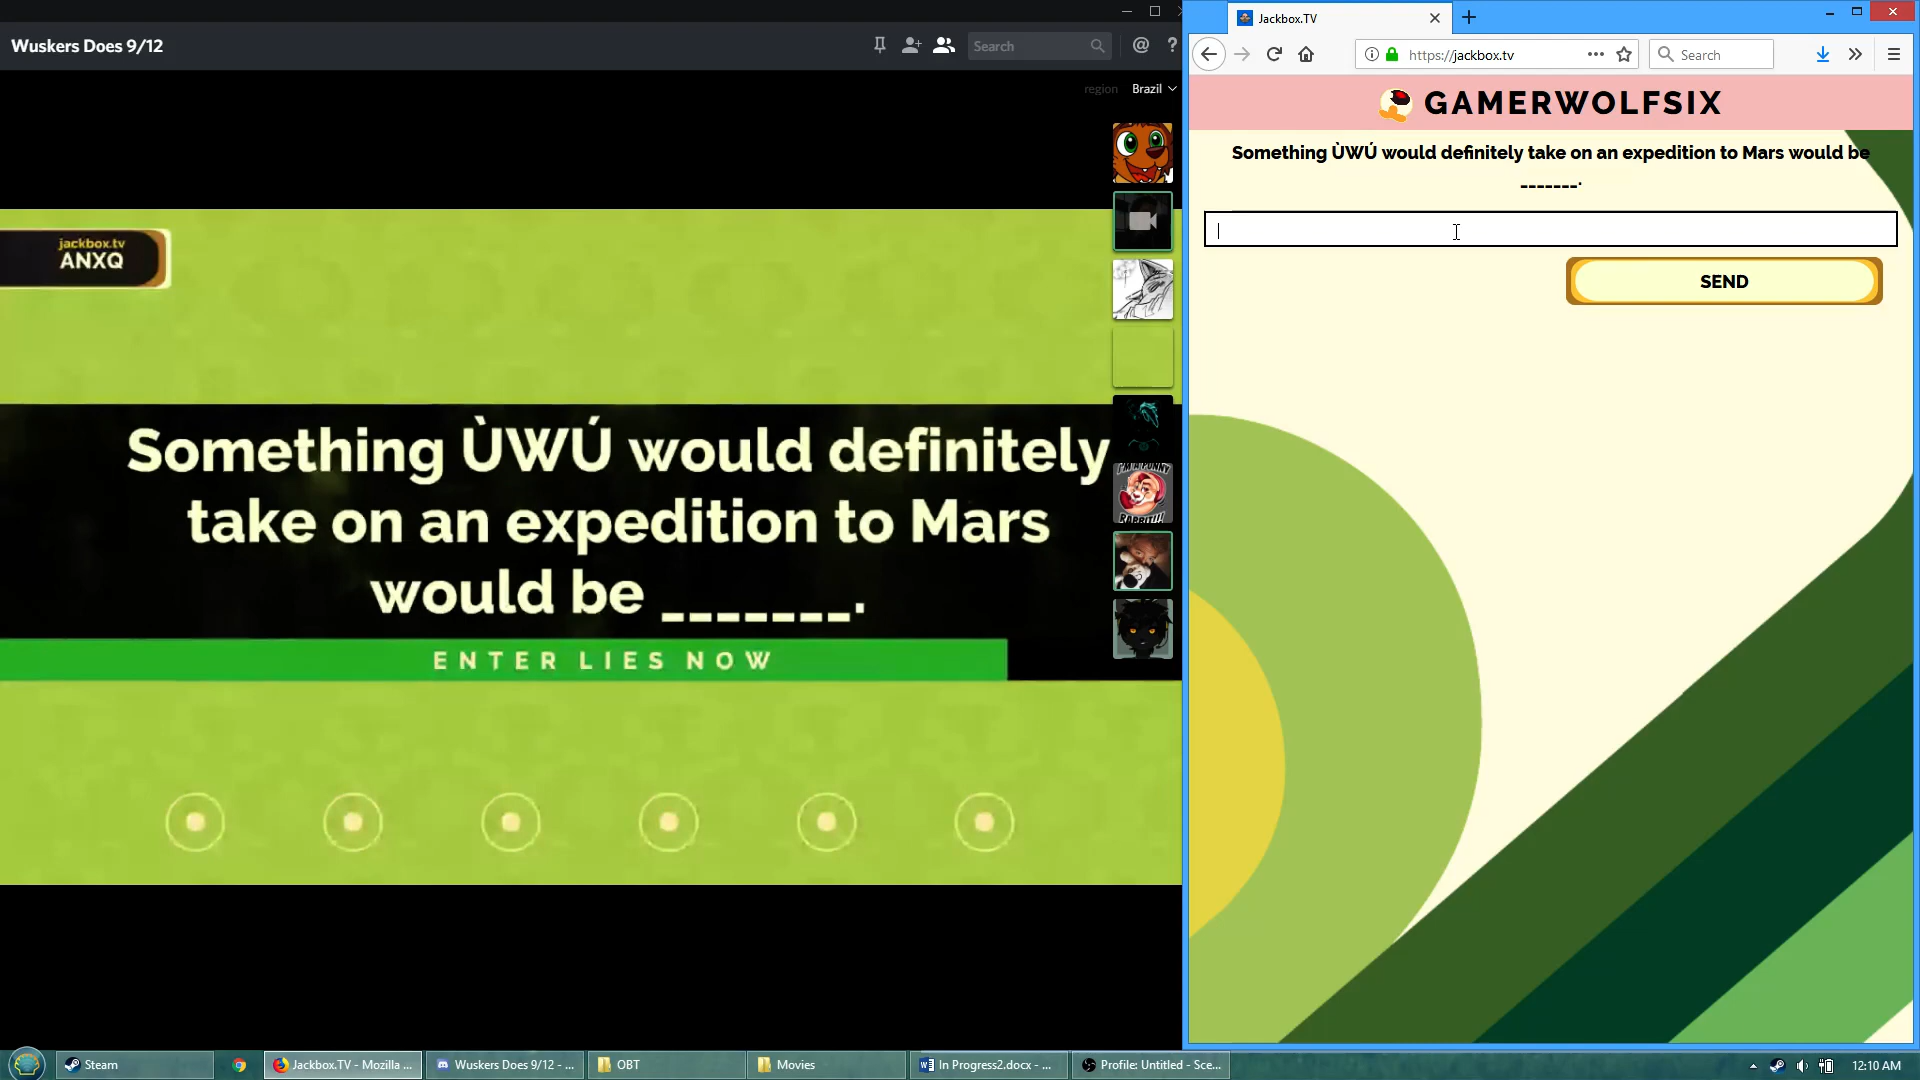 Wuskers Does 9/12
Search
@
?
region Brazil
jackbox.tv
ANXQ
Something ÙWÚ would definitely
take on an expedition to Mars
would be _______.
ENTER LIES NOW
I'M A FUNNY
RABBIT!!
Jackbox.TV
https://jackbox.tv
Search
GAMERWOLFSIX
Something ÙWÚ would definitely take on an expedition to Mars would be
_______.
SEND
Steam
Jackbox.TV - Mozilla ...
Wuskers Does 9/12 - ...
OBT
Movies
In Progress2.docx - ...
Profile: Untitled - Sce...
12:10 AM